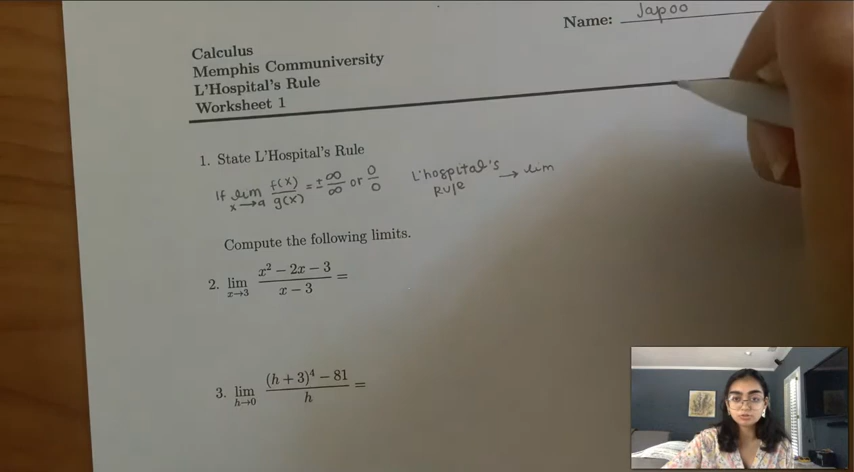 Name: Japoo
Calculus
Memphis Communiversity
L'Hospital's Rule
Worksheet 1
1. State L'Hospital's Rule
If lim x→a f(x)/g(x) = ±∞/∞ or 0/0 L'hospital's Rule → lim
Compute the following limits.
2. lim x→3 x² − 2x − 3 / x − 3 =
3. lim h→0 (h + 3)⁴ − 81 / h =